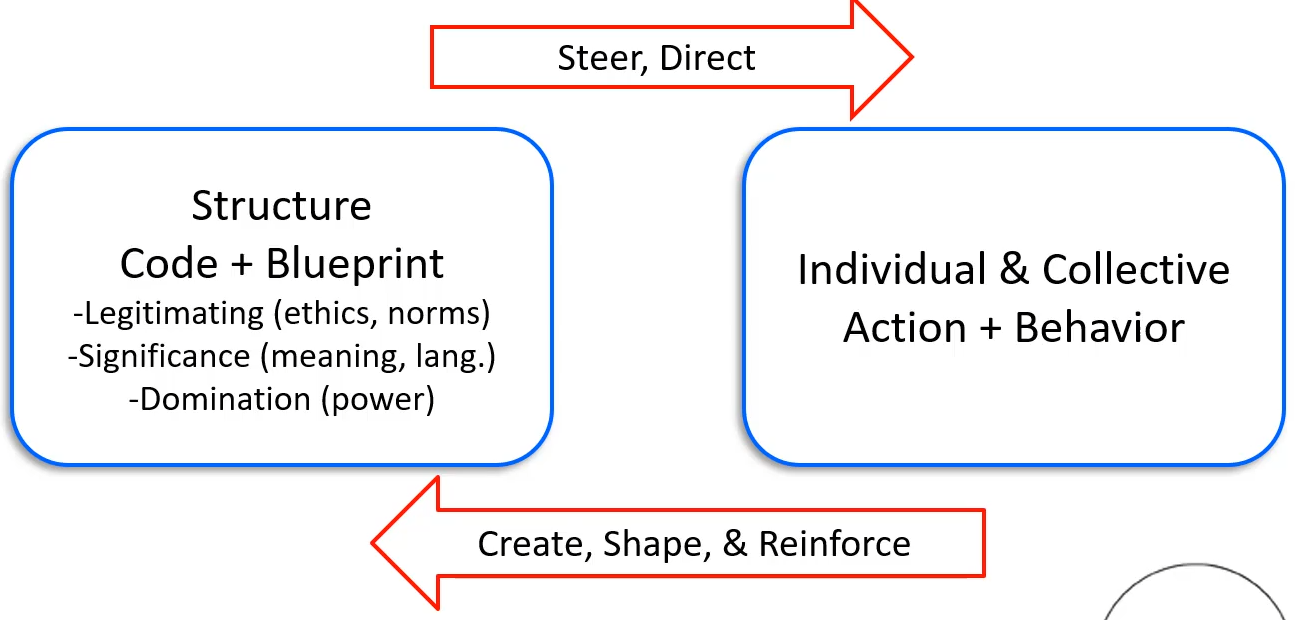 Steer, Direct
Structure
Code + Blueprint
-Legitimating (ethics, norms)
-Significance (meaning, lang.)
-Domination (power)
Individual & Collective
Action + Behavior
Create, Shape, & Reinforce